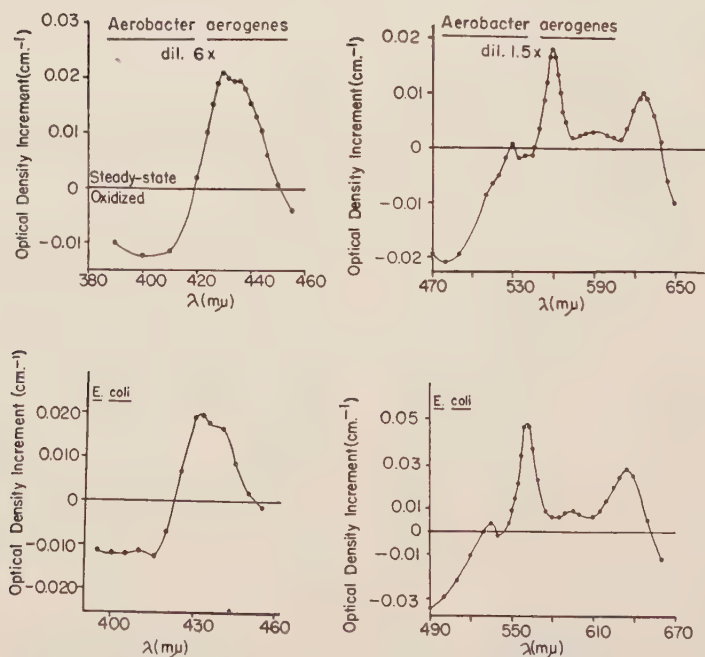 Aerobacter aerogenes
dil. 6x
Optical Density Increment (cm.⁻¹)
0.03
0.02
0.01
0
-0.01
Steady-state
Oxidized
380 400 420 440 460
λ(mμ)
Aerobacter aerogenes
dil. 1.5x
Optical Density Increment (cm.⁻¹)
0.02
0.01
0
-0.01
-0.02
470 530 590 650
λ(mμ)
E. coli
Optical Density Increment (cm.⁻¹)
0.020
0.010
0
-0.010
-0.020
400 440 460
λ(mμ)
E. coli
Optical Density Increment (cm.⁻¹)
0.05
0.03
0.01
-0.01
-0.03
490 550 610 670
λ(mμ)